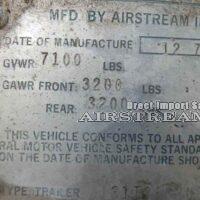 MFD BY AIRSTREAM I
DATE OF MANUFACTURE 12 7
GVWR: 7100 LBS.
GAWR FRONT: 3200 LBS
Direct Import Sa
AIRSTREAM
REAR 3200
THIS VEHICLE CONFORMS TO ALL AP
RAL MOTOR VEHICLE SAFETY STANDAR
ON THE DATE OF MANUFACTURE SHO
TYPE: TRAILER